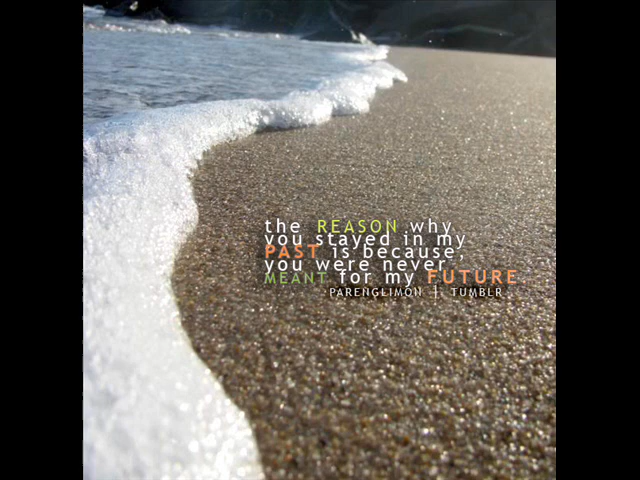 the REASON why
you stayed in my
PAST is because,
you were never
MEANT for my FUTURE
PARENGLIMON | TUMBLR